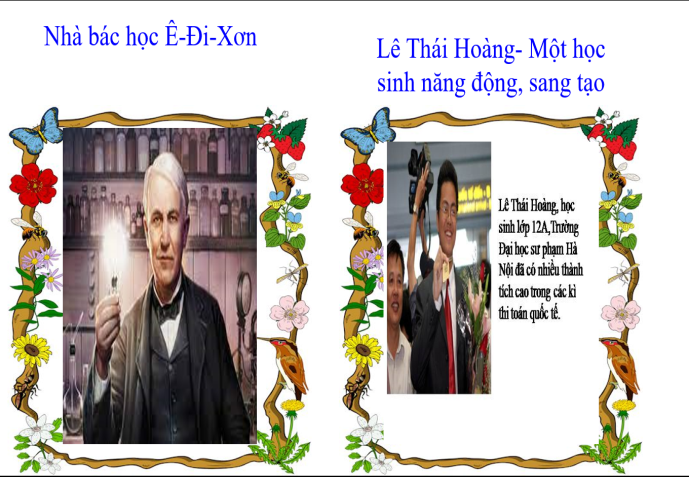 Nhà bác học Ê-Đi-Xơn
Lê Thái Hoàng- Một học
sinh năng động, sang tạo
Lê Thái Hoàng, học
sinh lớp 12A,Trường
Đại học sư phạm Hà
Nội đã có nhiều thành
tích cao trong các kì
thi toán quốc tế.